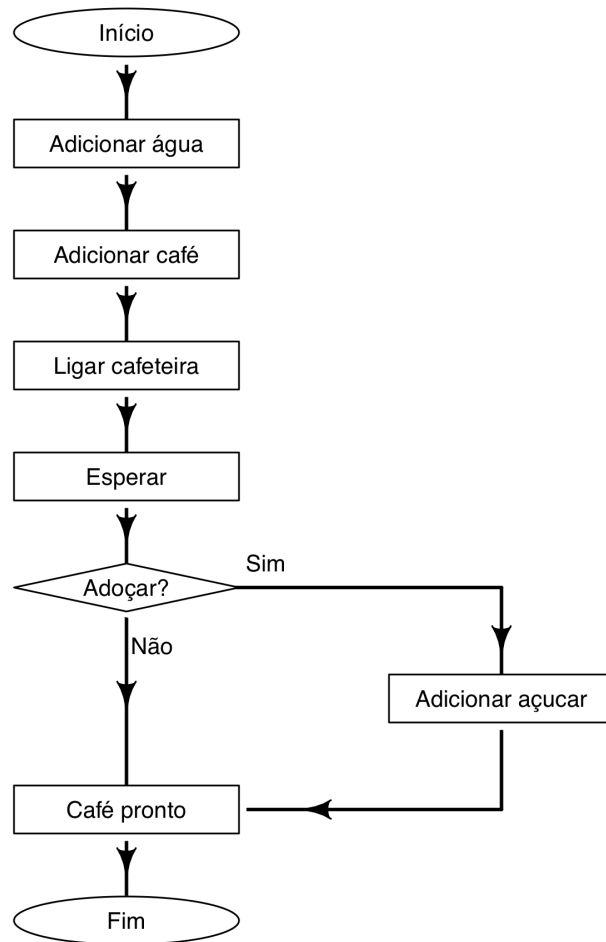 Início
Adicionar água
Adicionar café
Ligar cafeteira
Esperar
Adoçar?
Sim
Não
Adicionar açucar
Café pronto
Fim